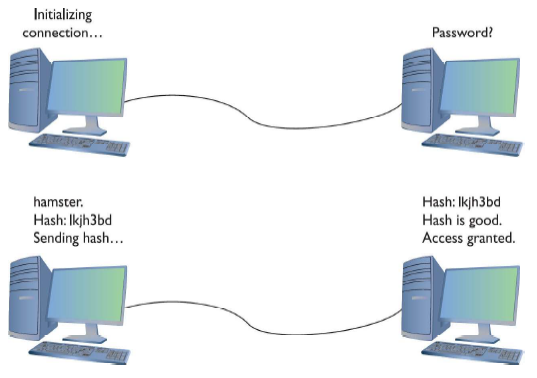 Initializing
connection...
Password?
hamster.
Hash: lkjh3bd
Sending hash...
Hash: lkjh3bd
Hash is good.
Access granted.